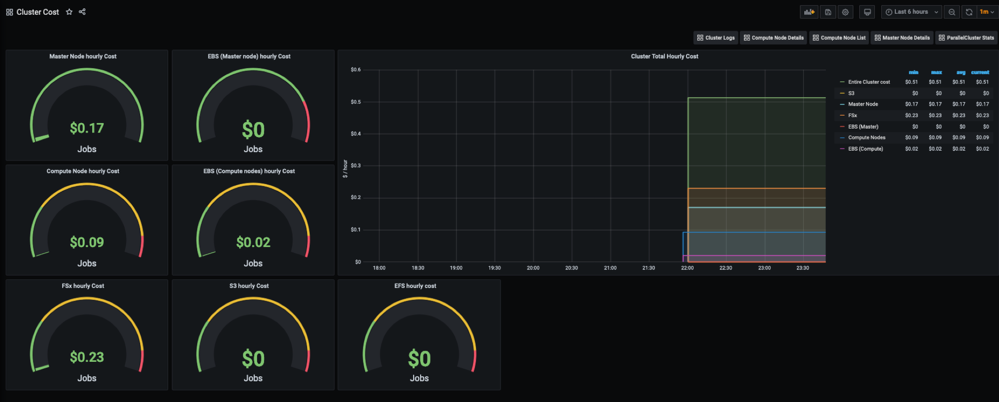 Cluster Cost
Last 6 hours
1m
Cluster Logs
Compute Node Details
Compute Node List
Master Node Details
ParallelCluster Stats
Master Node hourly Cost
$0.17
Jobs
EBS (Master node) hourly Cost
$0
Jobs
Cluster Total Hourly Cost
$0.6
$0.5
$0.4
$0.3
$0.2
$0.1
$0
$ / hour
18:00 18:30 19:00 19:30 20:00 20:30 21:00 21:30 22:00 22:30 23:00 23:30
min max avg current
Entire Cluster cost $0.51 $0.51 $0.51 $0.51
S3 $0 $0 $0 $0
Master Node $0.17 $0.17 $0.17 $0.17
FSx $0.23 $0.23 $0.23 $0.23
EBS (Master) $0 $0 $0 $0
Compute Nodes $0.09 $0.09 $0.09 $0.09
EBS (Compute) $0.02 $0.02 $0.02 $0.02
Compute Node hourly Cost
$0.09
Jobs
EBS (Compute nodes) hourly Cost
$0.02
Jobs
FSx hourly Cost
$0.23
Jobs
S3 hourly Cost
$0
Jobs
EFS hourly cost
$0
Jobs